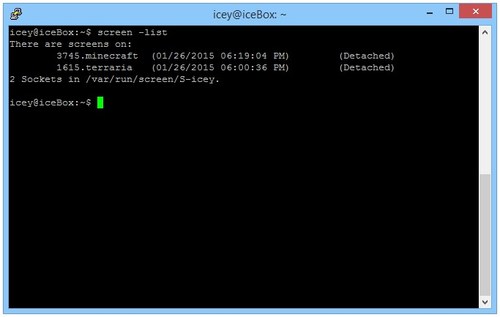 icey@iceBox: ~
icey@iceBox:~$ screen -list
There are screens on:
        3745.minecraft  (01/26/2015 06:19:04 PM)        (Detached)
        1615.terraria   (01/26/2015 06:00:36 PM)        (Detached)
2 Sockets in /var/run/screen/S-icey.

icey@iceBox:~$